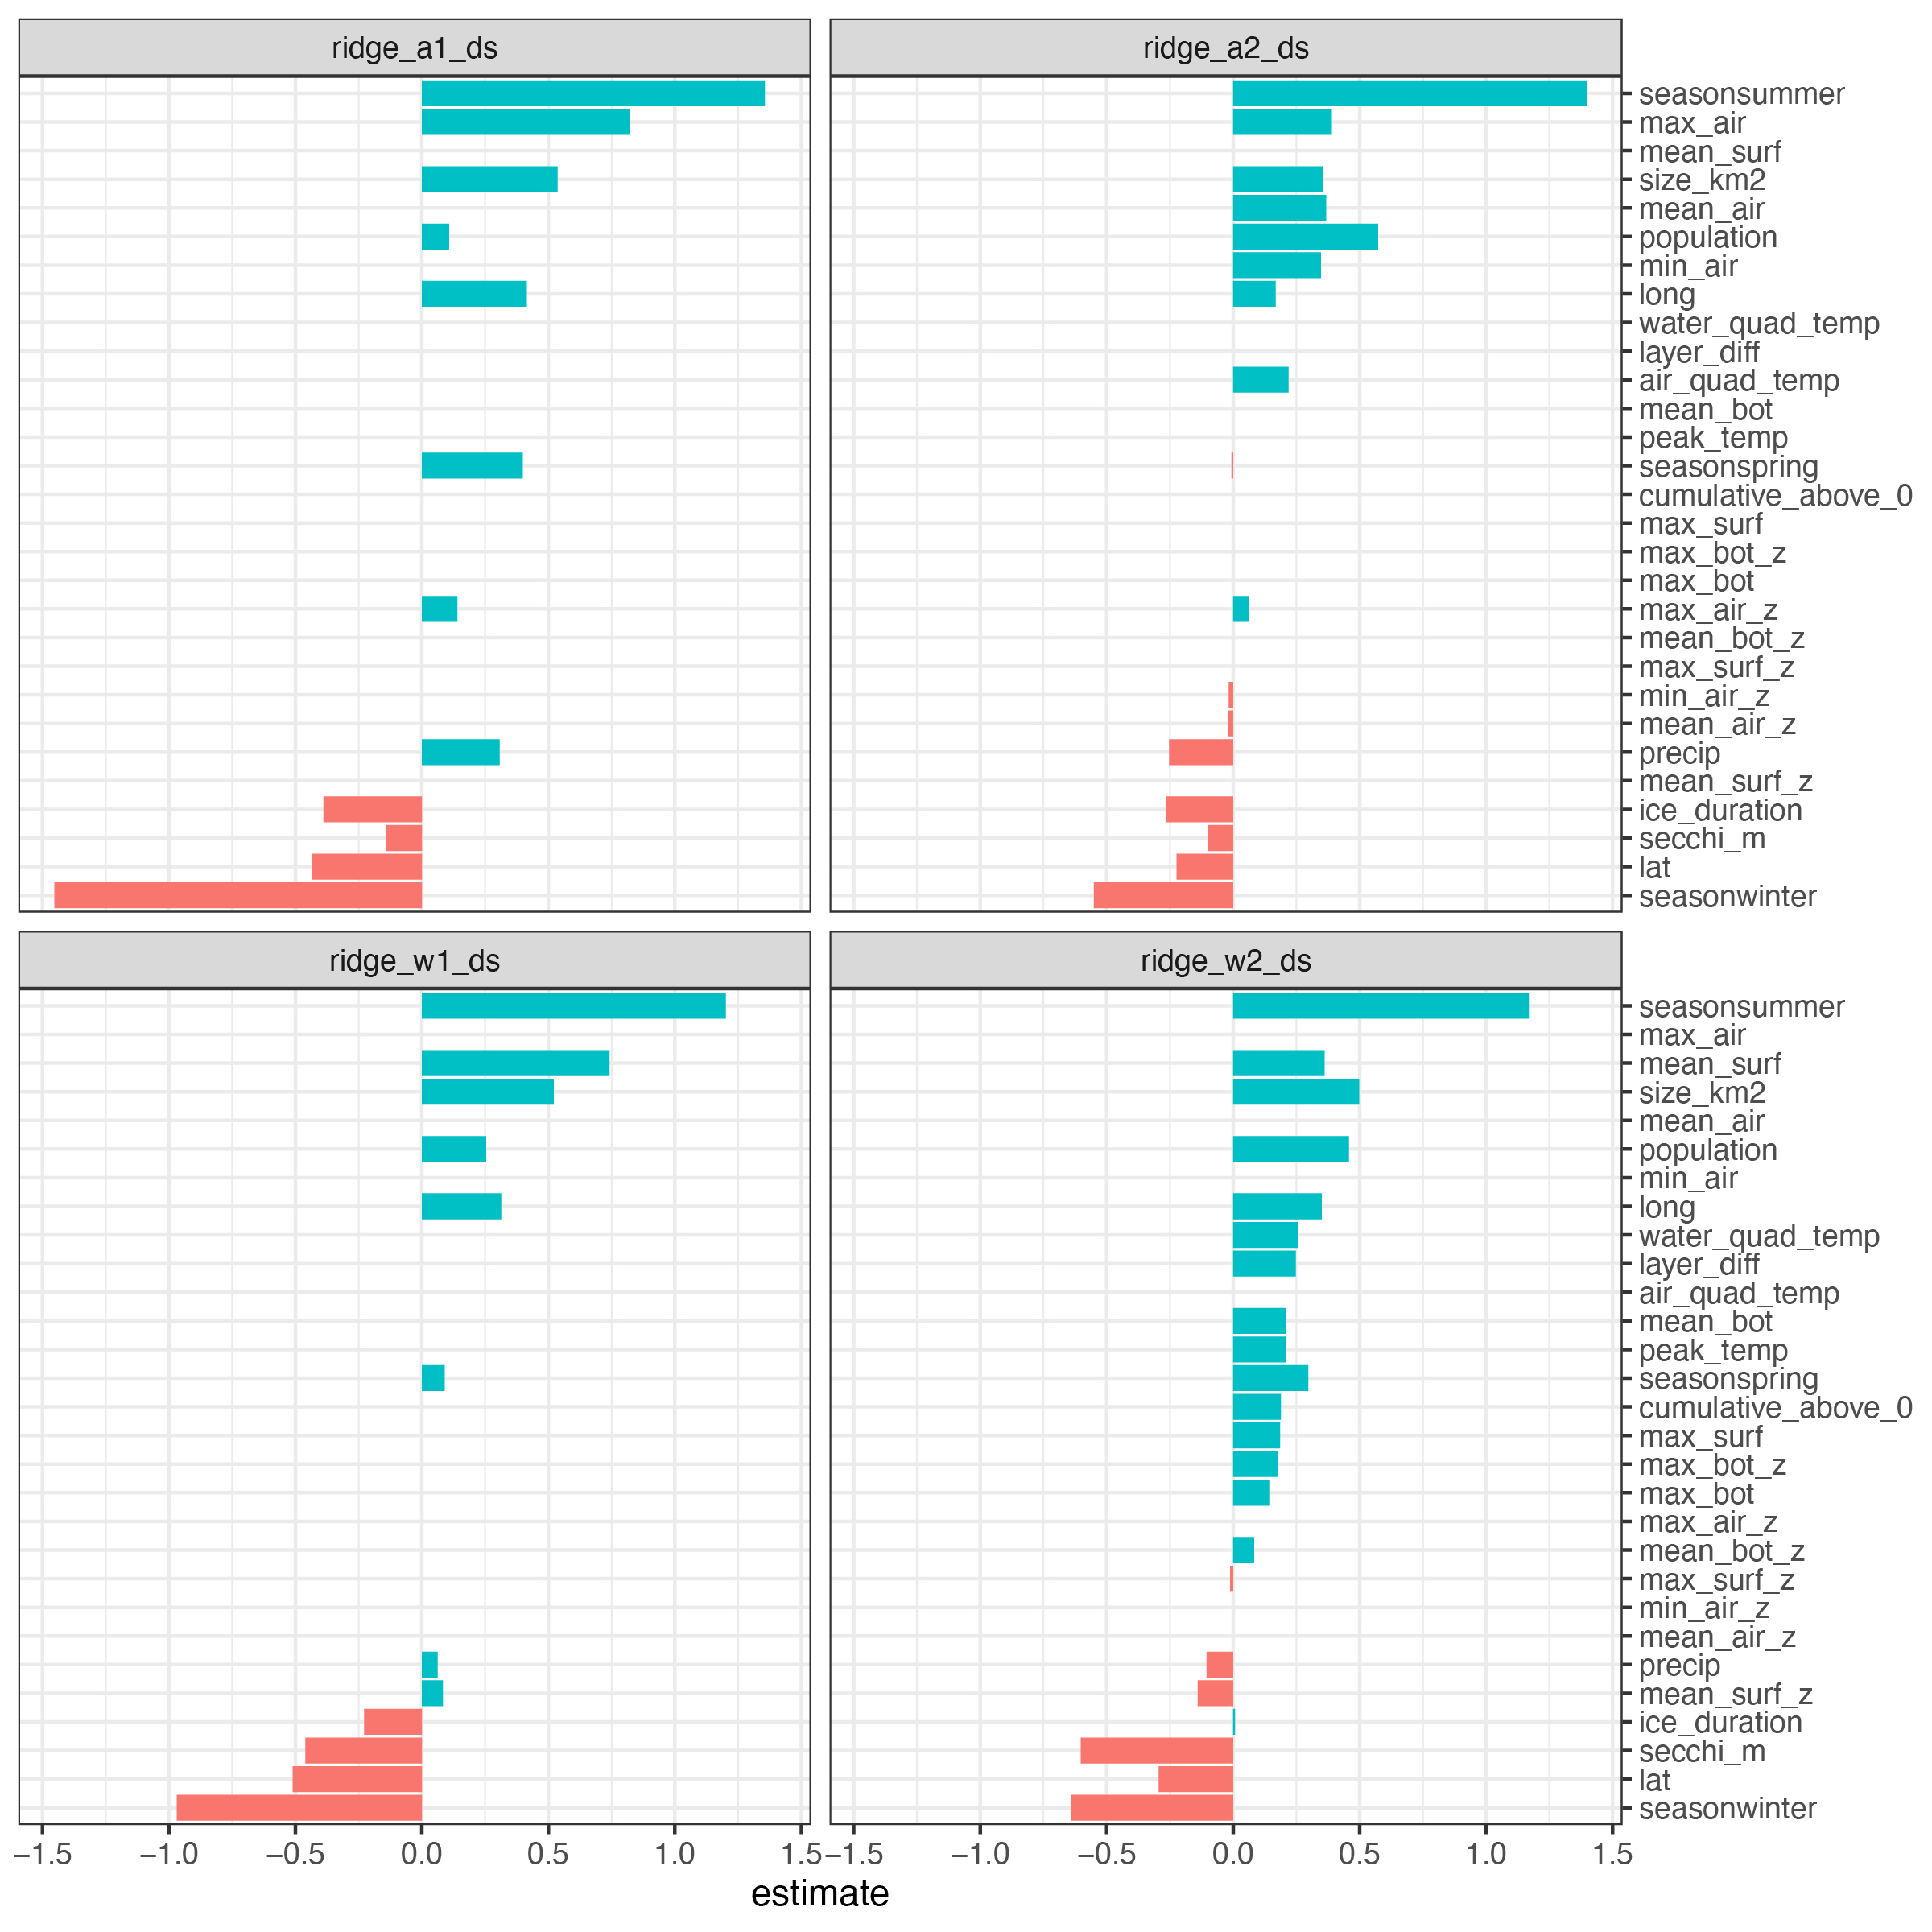 ridge_a1_ds
ridge_a2_ds
seasonsummer
max_air
mean_surf
size_km2
mean_air
population
min_air
long
water_quad_temp
layer_diff
air_quad_temp
mean_bot
peak_temp
seasonspring
cumulative_above_0
max_surf
max_bot_z
max_bot
max_air_z
mean_bot_z
max_surf_z
min_air_z
mean_air_z
precip
mean_surf_z
ice_duration
secchi_m
lat
seasonwinter
ridge_w1_ds
ridge_w2_ds
seasonsummer
max_air
mean_surf
size_km2
mean_air
population
min_air
long
water_quad_temp
layer_diff
air_quad_temp
mean_bot
peak_temp
seasonspring
cumulative_above_0
max_surf
max_bot_z
max_bot
max_air_z
mean_bot_z
max_surf_z
min_air_z
mean_air_z
precip
mean_surf_z
ice_duration
secchi_m
lat
seasonwinter
−1.5 −1.0 −0.5 0.0 0.5 1.0 1.5 −1.5 −1.0 −0.5 0.0 0.5 1.0 1.5
estimate